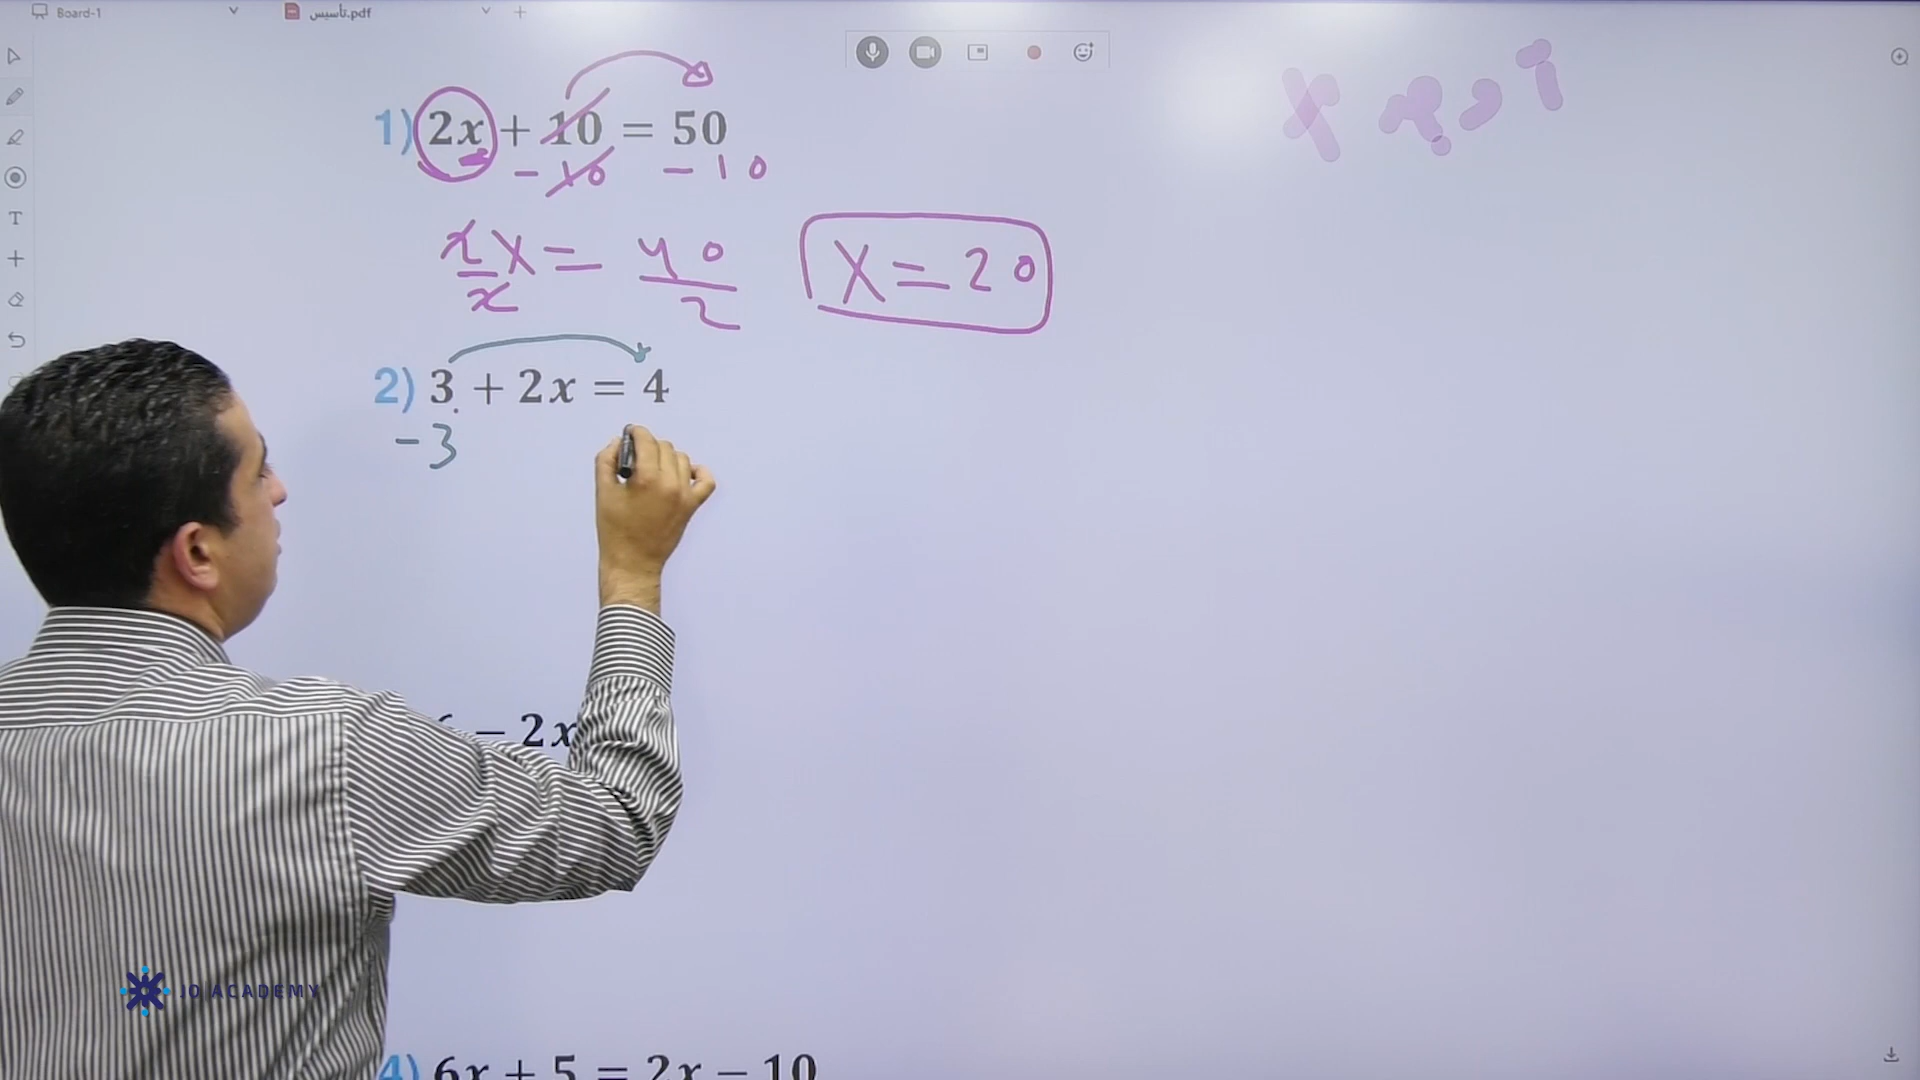 Board-1 تأسيس.pdf
1) 2x + 10 = 50
- 10 - 10
2x/2 = 40/2 X = 20
2) 3 + 2x = 4
-3
- 2x
4) 6x + 5 = 2x - 10
JO ACADEMY